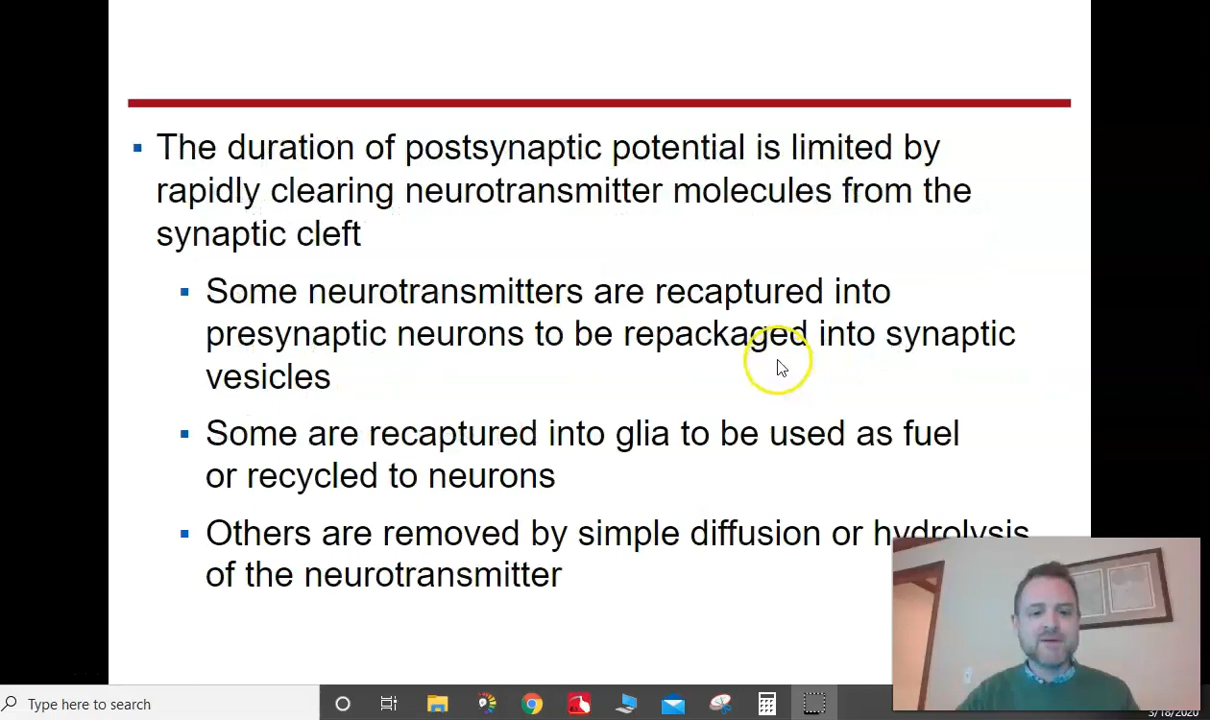 The duration of postsynaptic potential is limited by
rapidly clearing neurotransmitter molecules from the
synaptic cleft
Some neurotransmitters are recaptured into
presynaptic neurons to be repackaged into synaptic
vesicles
Some are recaptured into glia to be used as fuel
or recycled to neurons
Others are removed by simple diffusion or hydrolysis
of the neurotransmitter
Type here to search
3/18/2020